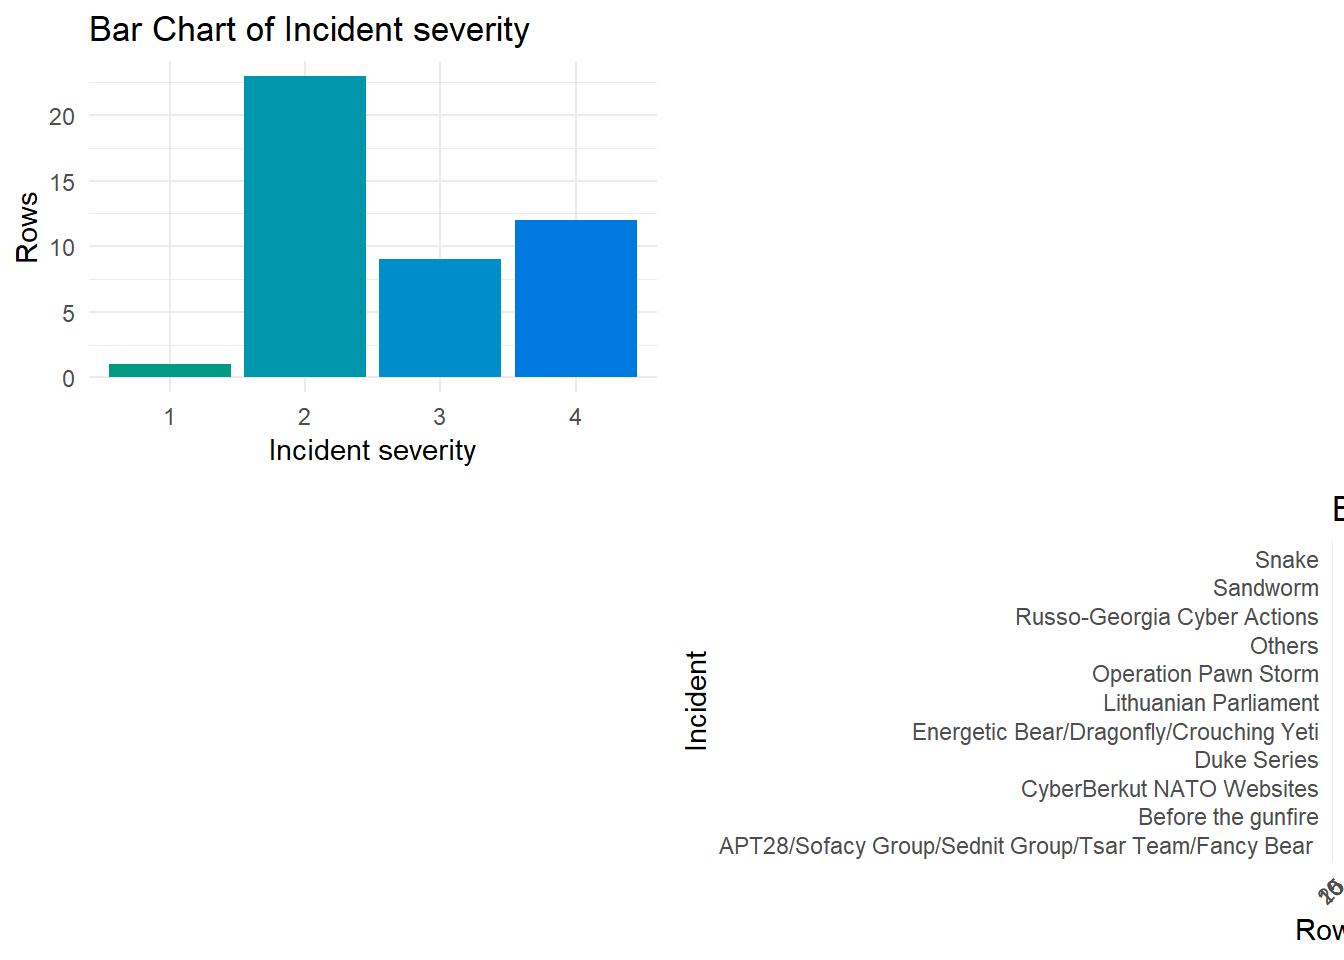 Bar Chart of Incident severity
Rows
20
15
10
5
0
1 2 3 4
Incident severity
Incident
Snake
Sandworm
Russo-Georgia Cyber Actions
Others
Operation Pawn Storm
Lithuanian Parliament
Energetic Bear/Dragonfly/Crouching Yeti
Duke Series
CyberBerkut NATO Websites
Before the gunfire
APT28/Sofacy Group/Sednit Group/Tsar Team/Fancy Bear
Row